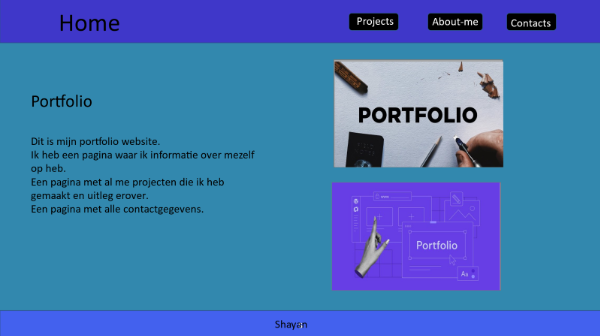 Home
Projects
About-me
Contacts
Portfolio
Dit is mijn portfolio website.
Ik heb een pagina waar ik informatie over mezelf
op heb.
Een pagina met al me projecten die ik heb
gemaakt en uitleg erover.
Een pagina met alle contactgegevens.
PORTFOLIO
Portfolio
Aa
Shayan